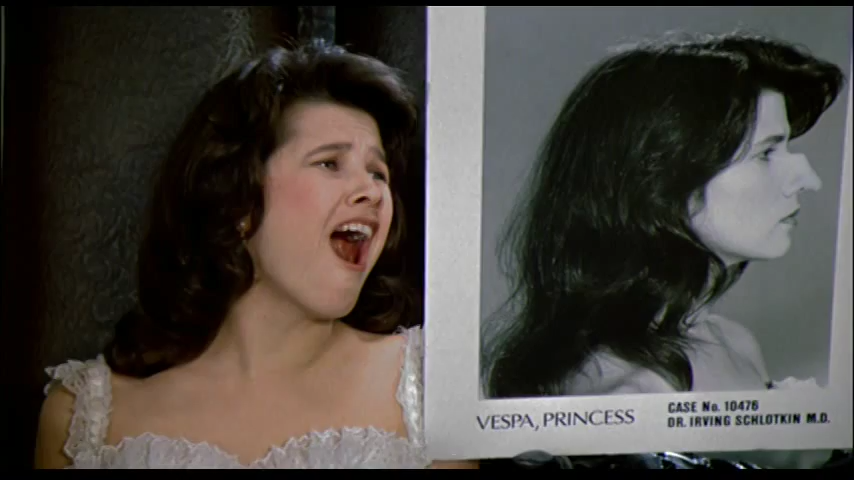 VESPA, PRINCESS
CASE No. 10476
DR. IRVING SCHLOTKIN M.D.